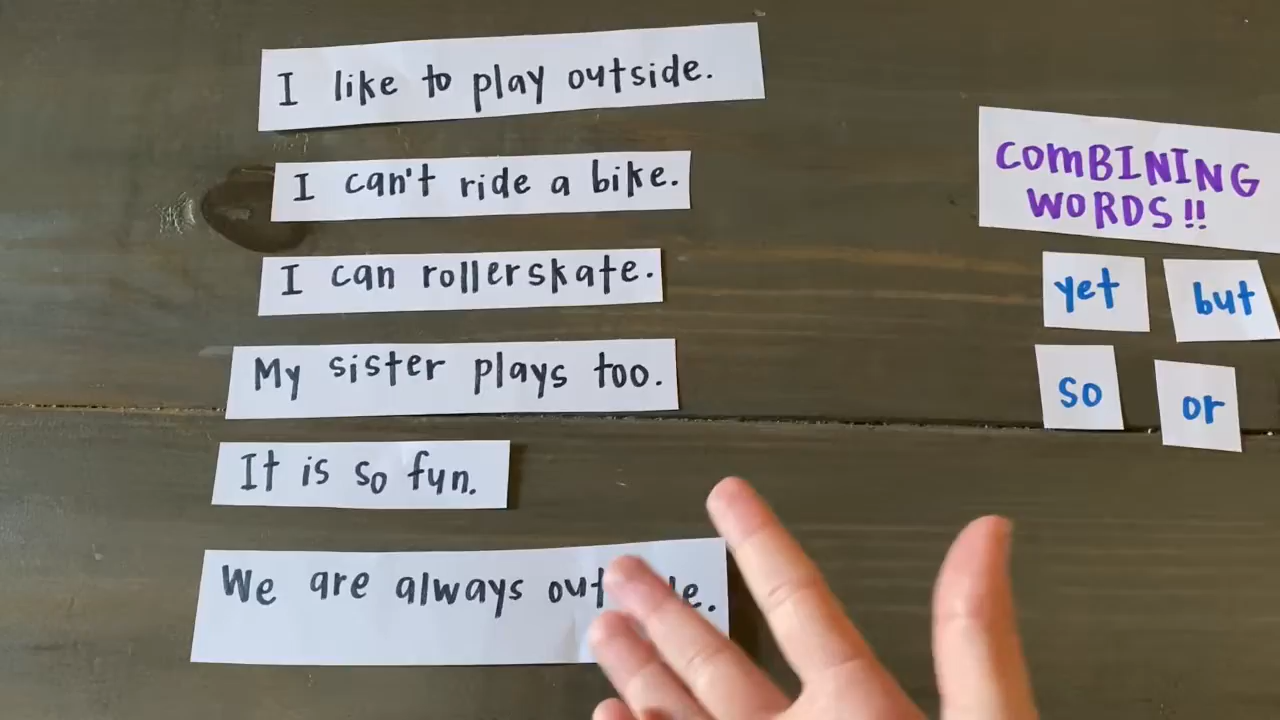 I like to play outside.
I can't ride a bike.
I can rollerskate.
My sister plays too.
It is so fun.
We are always
COMBINING
WORDS!!
yet
but
so
or